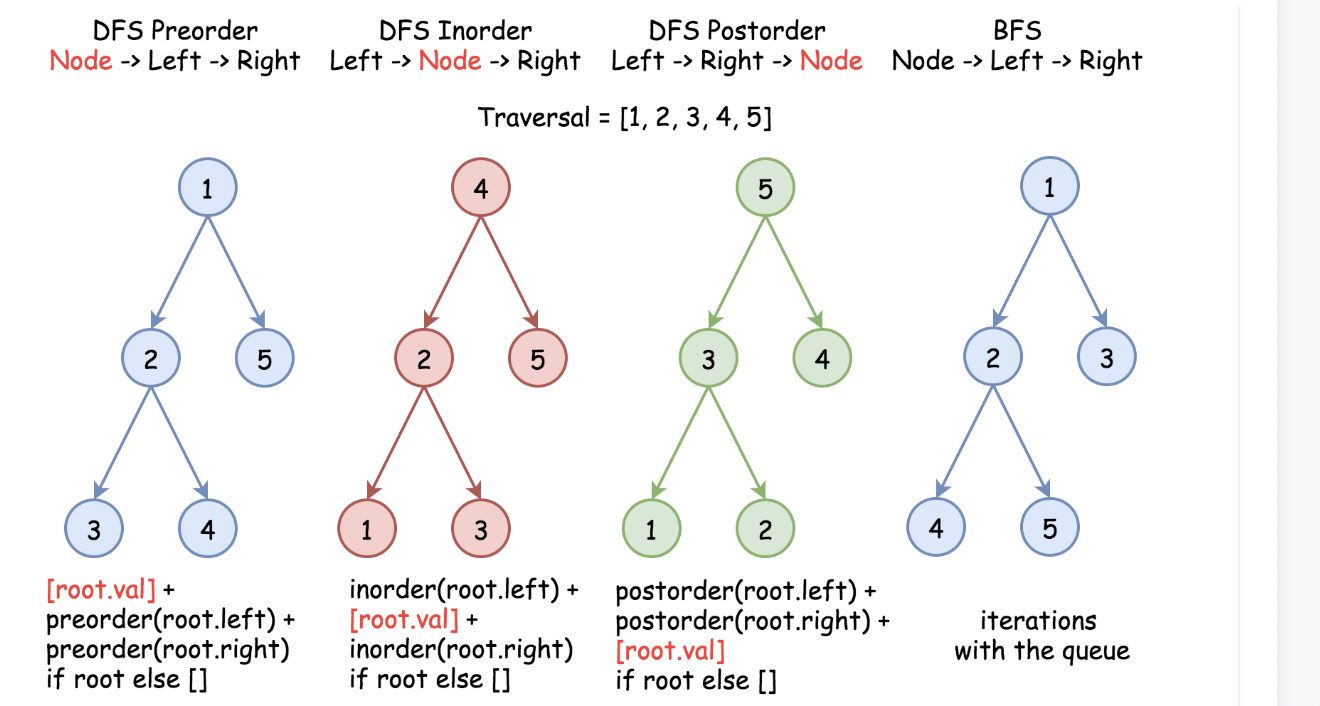 DFS Preorder
Node -> Left -> Right
DFS Inorder
Left -> Node -> Right
DFS Postorder
Left -> Right -> Node
BFS
Node -> Left -> Right
Traversal = [1, 2, 3, 4, 5]
1
2
5
3
4
[root.val] +
preorder(root.left) +
preorder(root.right)
if root else []
4
2
5
1
3
inorder(root.left) +
[root.val] +
inorder(root.right)
if root else []
5
3
4
1
2
postorder(root.left) +
postorder(root.right) +
[root.val]
if root else []
1
2
3
4
5
iterations
with the queue